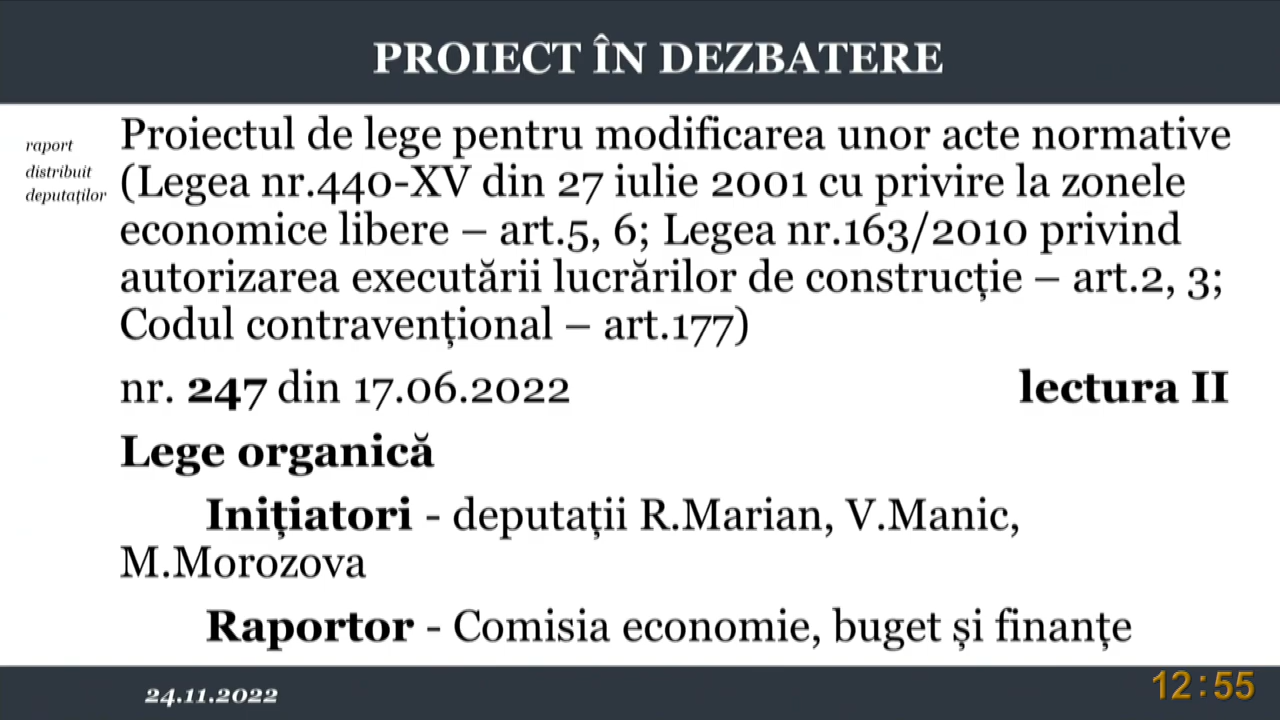 PROIECT ÎN DEZBATERE
raport
distribuit
deputaților
Proiectul de lege pentru modificarea unor acte normative
(Legea nr.440-XV din 27 iulie 2001 cu privire la zonele
economice libere – art.5, 6; Legea nr.163/2010 privind
autorizarea executării lucrărilor de construcție – art.2, 3;
Codul contravențional – art.177)
nr. 247 din 17.06.2022 lectura II
Lege organică
Inițiatori - deputații R.Marian, V.Manic,
M.Morozova
Raportor - Comisia economie, buget și finanțe
24.11.2022 12:55